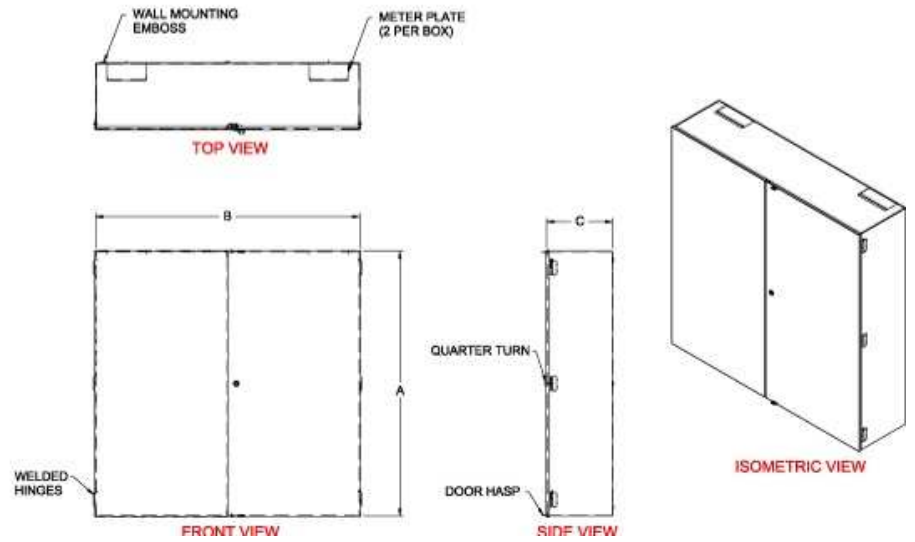 WALL MOUNTING
EMBOSS
METER PLATE
(2 PER BOX)
TOP VIEW
B
C
A
QUARTER TURN
WELDED
HINGES
DOOR HASP
FRONT VIEW
SIDE VIEW
ISOMETRIC VIEW